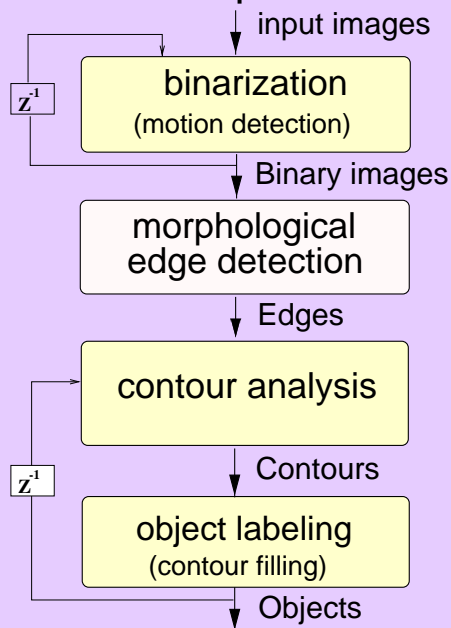 input images
binarization
(motion detection)
Z-1
Binary images
morphological
edge detection
Edges
contour analysis
Z-1
Contours
object labeling
(contour filling)
Objects